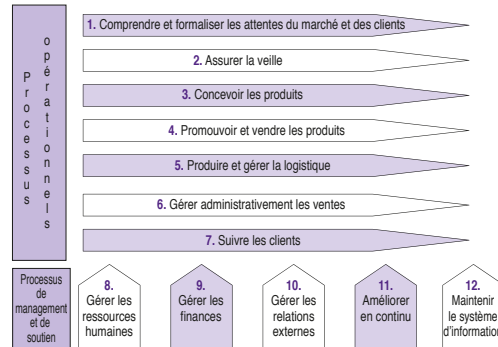 Processus
opérationnels
1. Comprendre et formaliser les attentes du marché et des clients
2. Assurer la veille
3. Concevoir les produits
4. Promouvoir et vendre les produits
5. Produire et gérer la logistique
6. Gérer administrativement les ventes
7. Suivre les clients
Processus
de
management
et de
soutien
8.
Gérer les
ressources
humaines
9.
Gérer les
finances
10.
Gérer les
relations
externes
11.
Améliorer
en continu
12.
Maintenir
le système
d'information